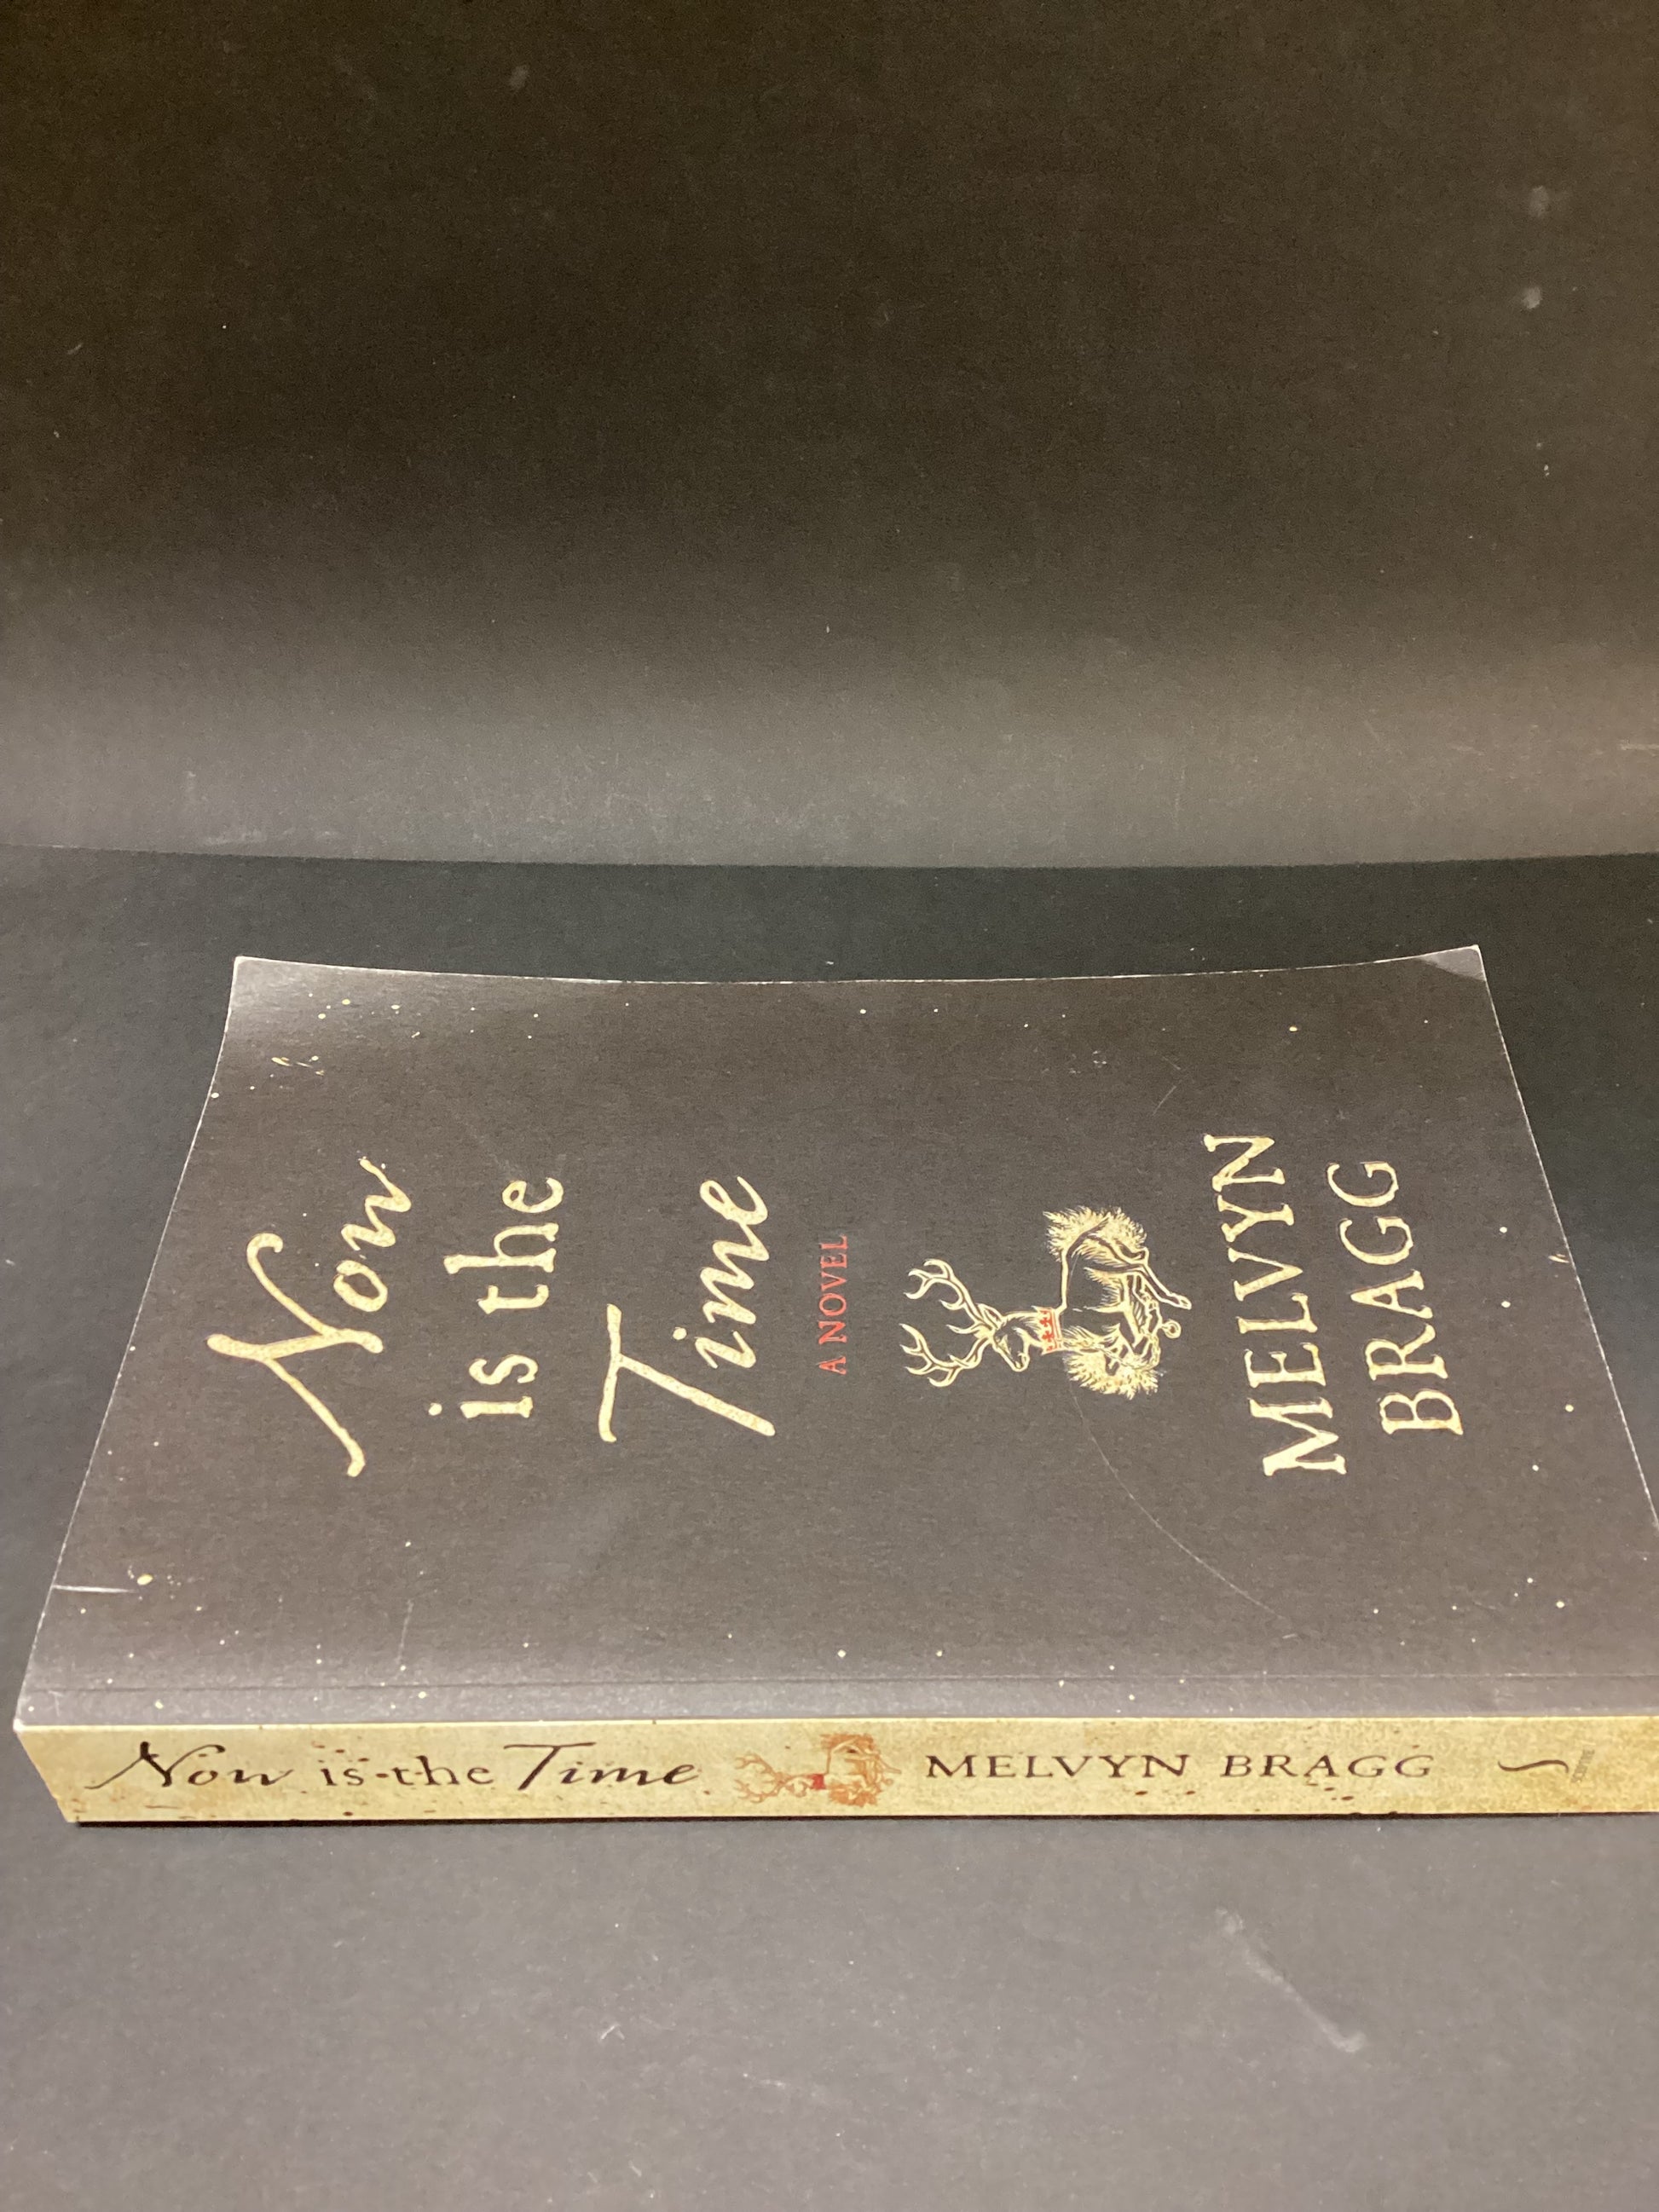 Now
is the
Time
A NOVEL
MELVYN
BRAGG
Now is·the Time MELVYN BRAGG